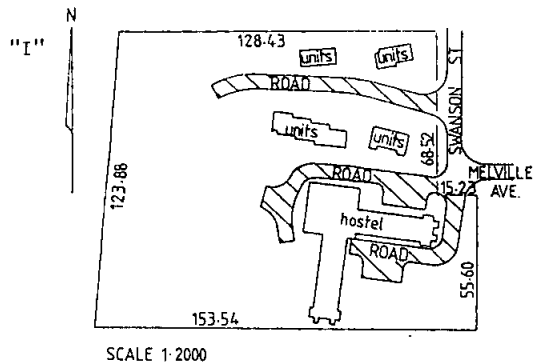 N
"I"
128·43
units
units
ROAD
SWANSON ST
units
units
68·52
ROAD
MELVILLE AVE.
15·23
123·88
hostel
ROAD
55·60
153·54
SCALE 1·2000